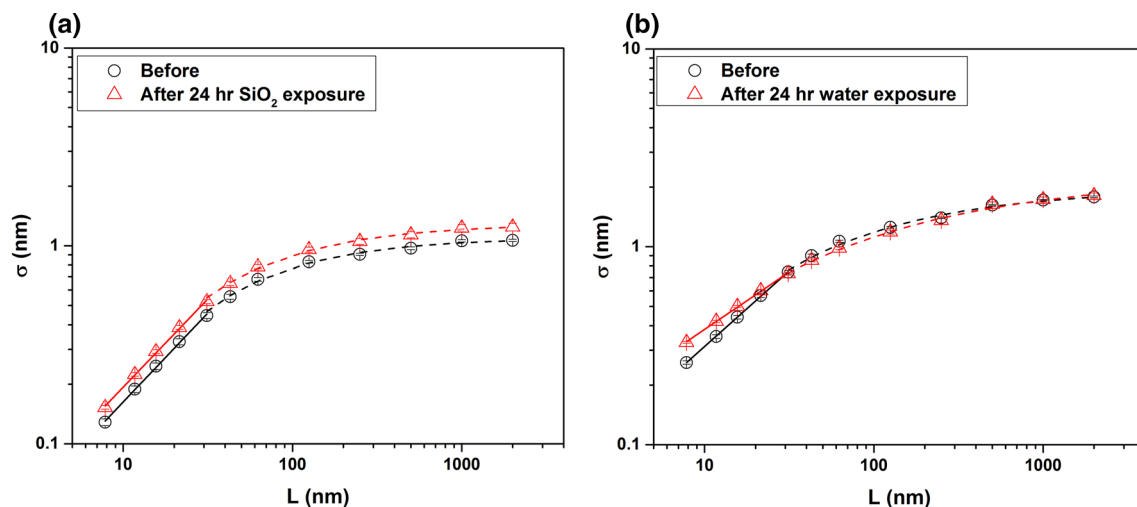 (a)
Before
After 24 hr SiO₂ exposure
10
1
0.1
σ (nm)
10
100
1000
L (nm)
(b)
Before
After 24 hr water exposure
10
1
0.1
σ (nm)
10
100
1000
L (nm)